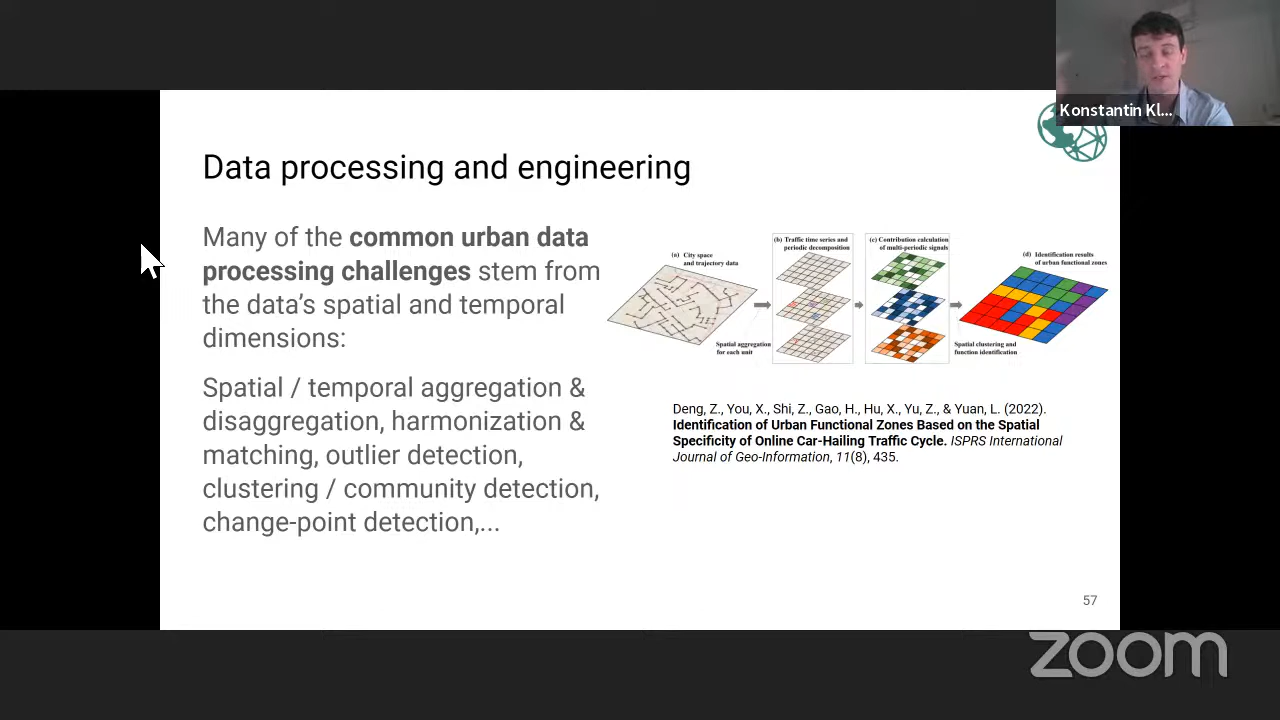 Konstantin Kl...
Data processing and engineering
Many of the common urban data
processing challenges stem from
the data's spatial and temporal
dimensions:
Spatial / temporal aggregation &
disaggregation, harmonization &
matching, outlier detection,
clustering / community detection,
change-point detection,...
(a) City space
and trajectory data
Spatial aggregation
for each unit
(b) Traffic time series and
periodic decomposition
(c) Contribution calculation
of multi-periodic signals
(d) Identification results
of urban functional zones
Spatial clustering and
function identification
Deng, Z., You, X., Shi, Z., Gao, H., Hu, X., Yu, Z., & Yuan, L. (2022).
Identification of Urban Functional Zones Based on the Spatial
Specificity of Online Car-Hailing Traffic Cycle. ISPRS International
Journal of Geo-Information, 11(8), 435.
57
zoom